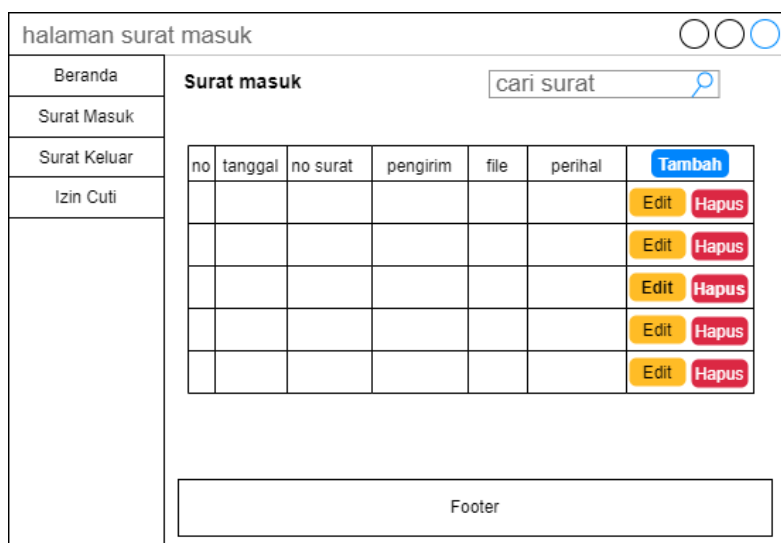 halaman surat masuk
Beranda
Surat Masuk
Surat Keluar
Izin Cuti
Surat masuk
cari surat
no tanggal no surat pengirim file perihal Tambah
Edit Hapus
Edit Hapus
Edit Hapus
Edit Hapus
Edit Hapus
Footer